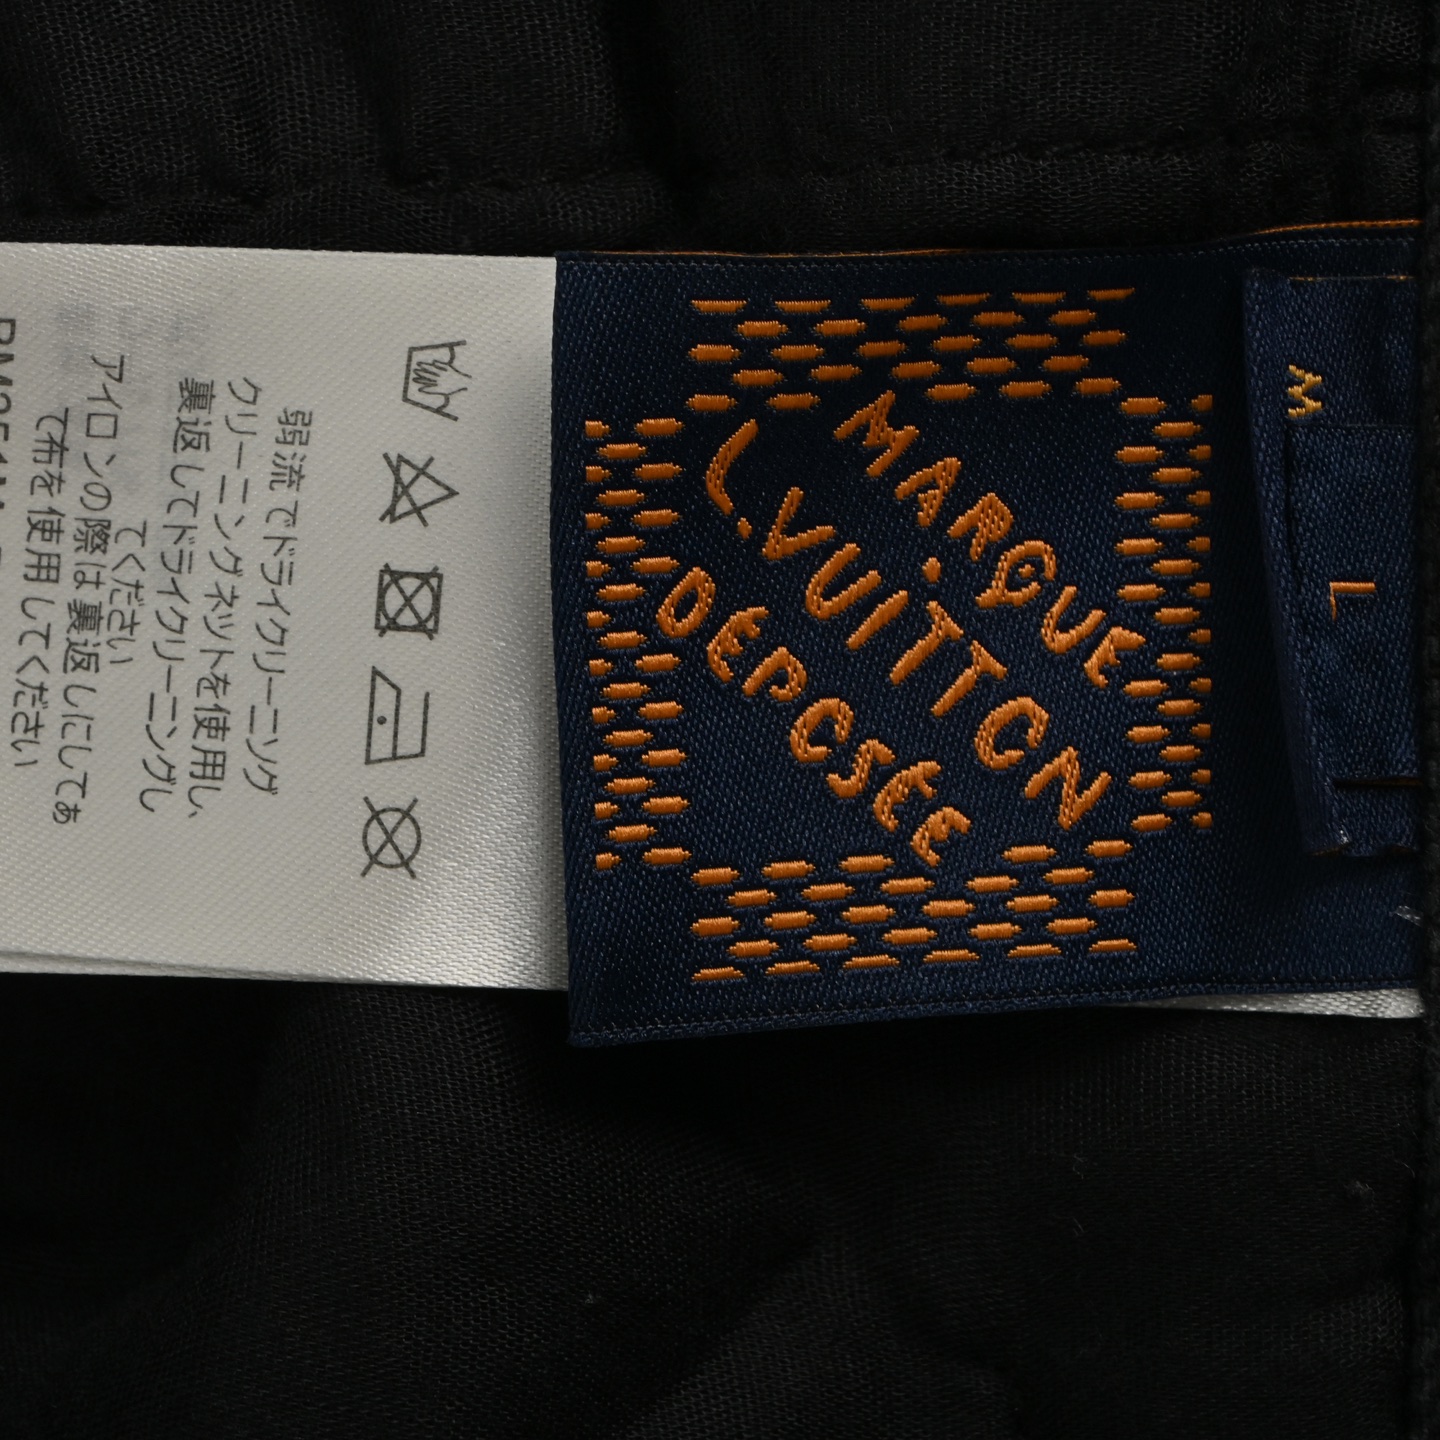 MARQUE
L.VUITTON
DEPOSEE
M
L
弱流でドライクリーニング
クリーニングネットを使用し、
裏返してドライクリーニングし
てください
アイロンの際は裏返しにしてあ
て布を使用してください